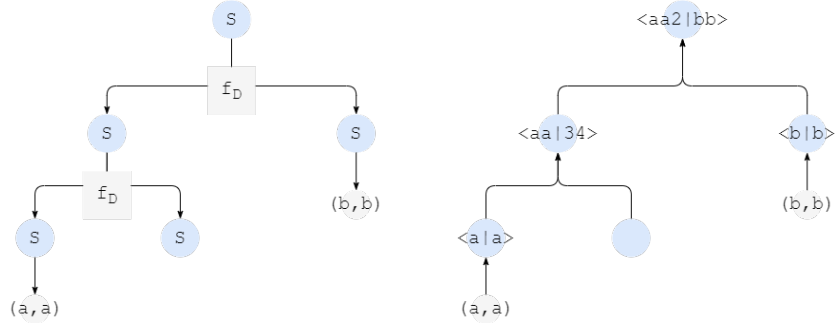 S
<aa2|bb>
f_D
S
S
<aa|34>
<b|b>
f_D
(b,b)
(b,b)
S
S
<a|a>
(a,a)
(a,a)